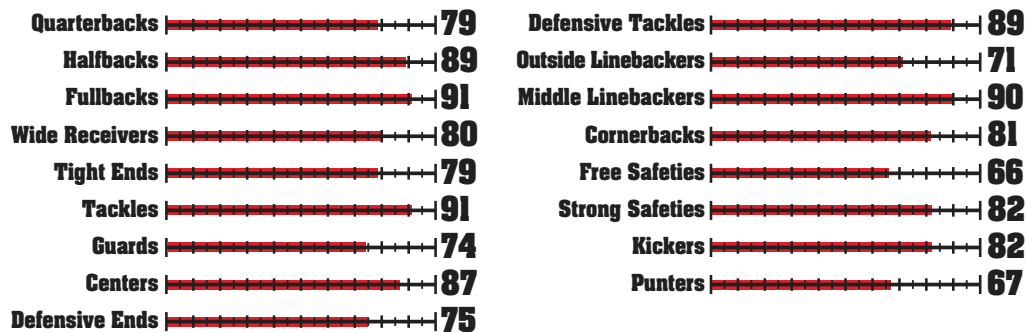 Quarterbacks 79
Halfbacks 89
Fullbacks 91
Wide Receivers 80
Tight Ends 79
Tackles 91
Guards 74
Centers 87
Defensive Ends 75
Defensive Tackles 89
Outside Linebackers 71
Middle Linebackers 90
Cornerbacks 81
Free Safeties 66
Strong Safeties 82
Kickers 82
Punters 67